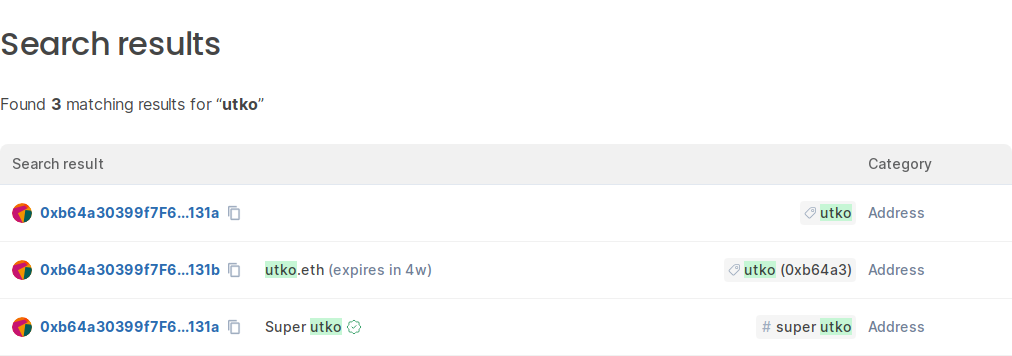 Search results
Found 3 matching results for “utko”
Search result Category
0xb64a30399f7F6...131a utko Address
0xb64a30399f7F6...131b utko.eth (expires in 4w) utko (0xb64a3) Address
0xb64a30399f7F6...131a Super utko # super utko Address